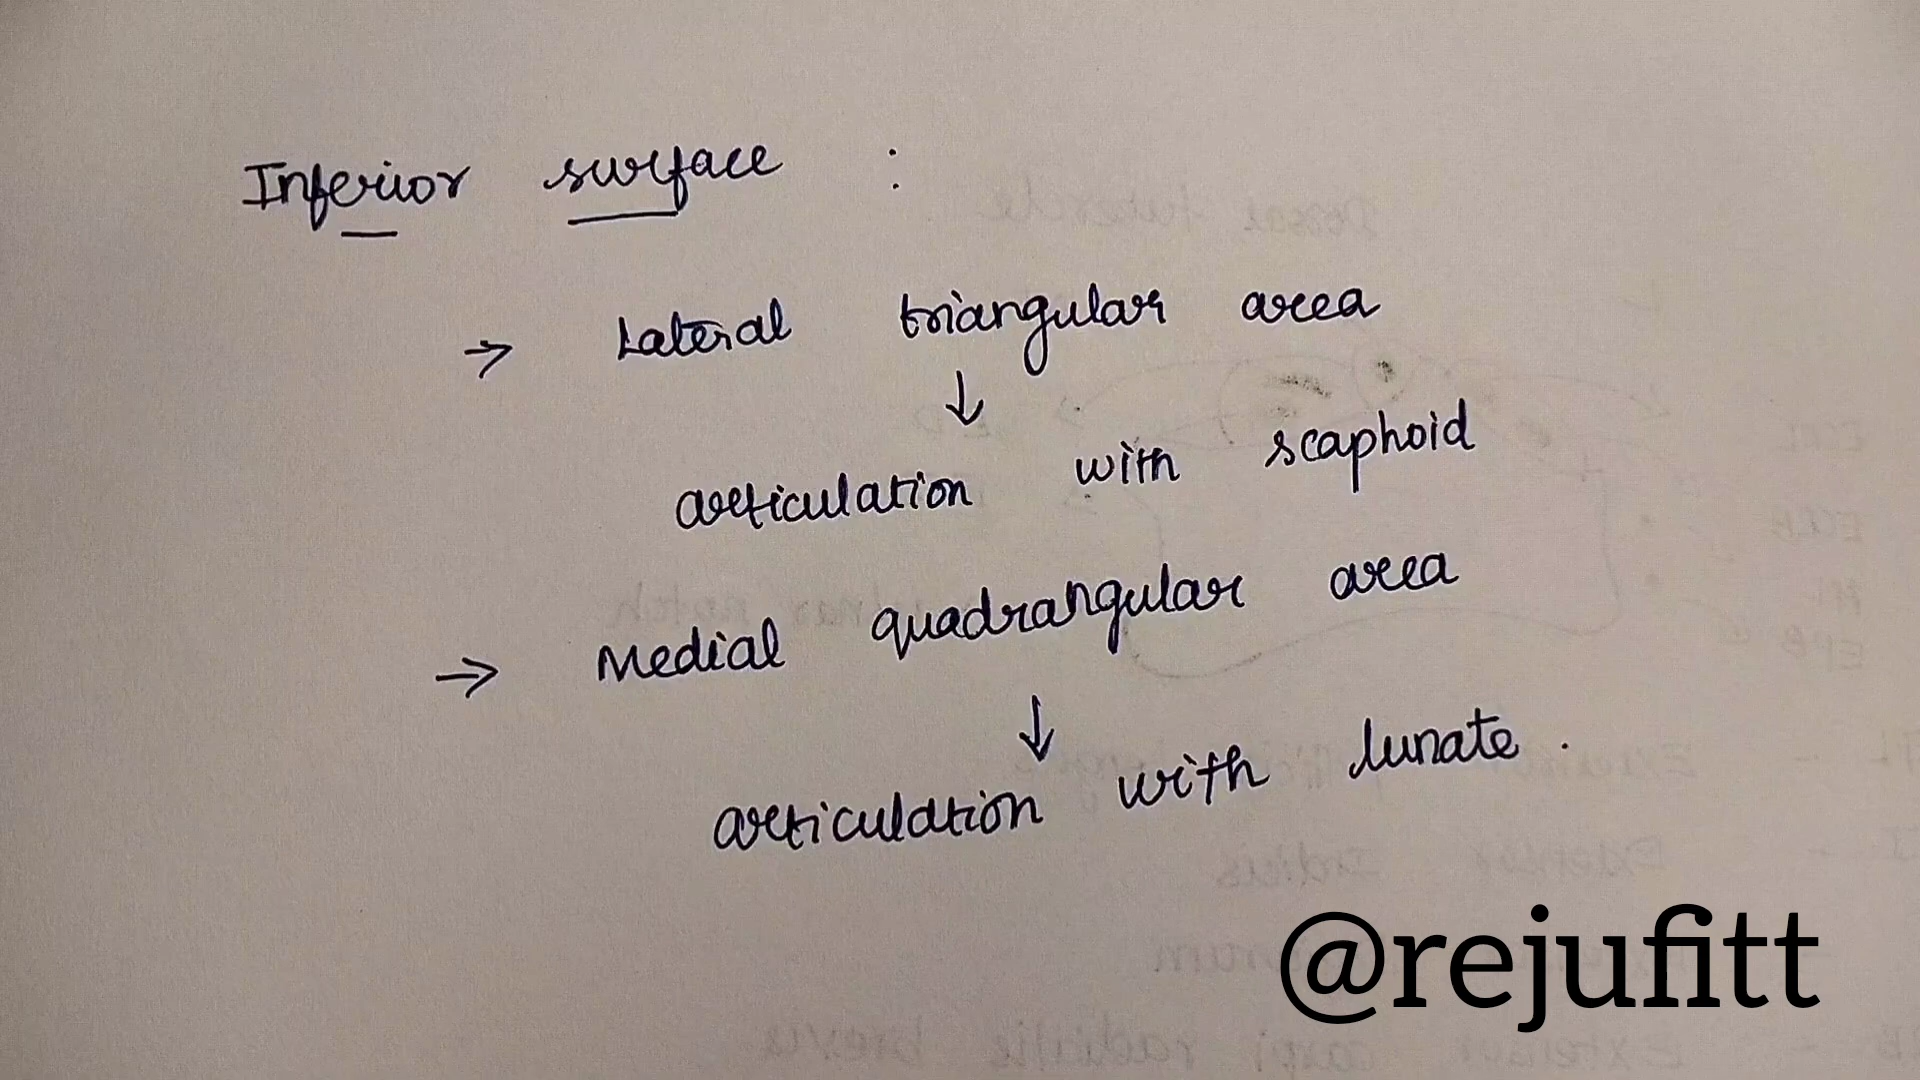 Inferior surface :
→ Lateral triangular area
↓
articulation with scaphoid
→ Medial quadrangular area
↓
articulation with lunate .
@rejufitt